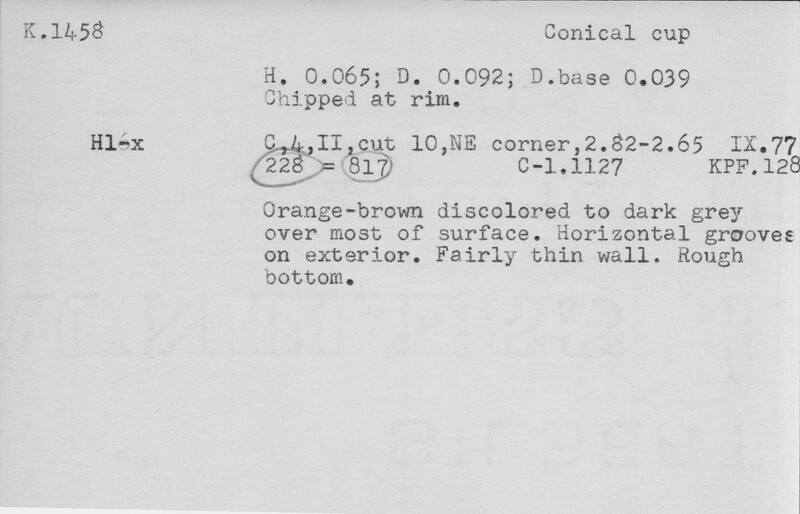 K.1458 Conical cup
H. 0.065; D. 0.092; D.base 0.039
Chipped at rim.
C,4,II,cut 10,NE corner,2.82-2.65 IX.77
228 = 817 C-1.1127 KPF.128
Orange-brown discolored to dark grey
over most of surface. Horizontal grooves
on exterior. Fairly thin wall. Rough
bottom.